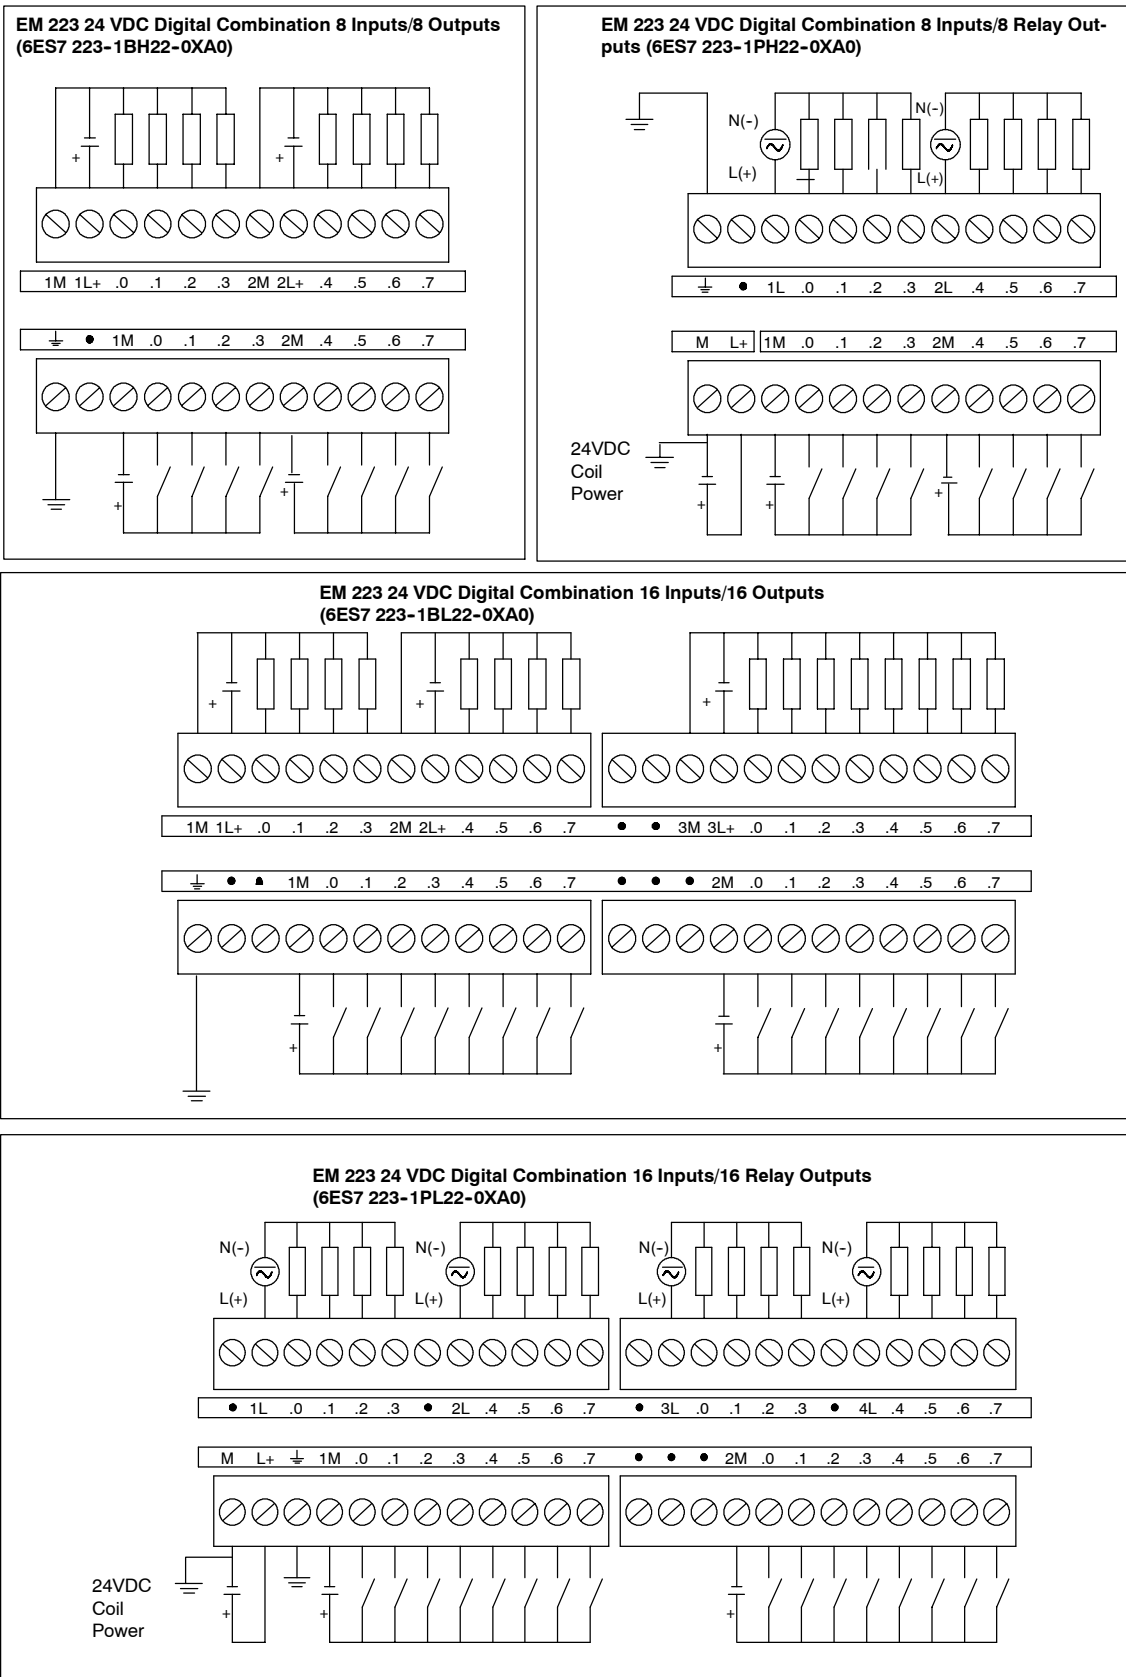 EM 223 24 VDC Digital Combination 8 Inputs/8 Outputs
(6ES7 223-1BH22-0XA0)
+ +
1M 1L+ .0 .1 .2 .3 2M 2L+ .4 .5 .6 .7
● 1M .0 .1 .2 .3 2M .4 .5 .6 .7
+ +
EM 223 24 VDC Digital Combination 8 Inputs/8 Relay Out-
puts (6ES7 223-1PH22-0XA0)
N(-) N(-)
L(+) L(+)
● 1L .0 .1 .2 .3 2L .4 .5 .6 .7
M L+ 1M .0 .1 .2 .3 2M .4 .5 .6 .7
24VDC
Coil
Power
+ + +
EM 223 24 VDC Digital Combination 16 Inputs/16 Outputs
(6ES7 223-1BL22-0XA0)
+ + +
1M 1L+ .0 .1 .2 .3 2M 2L+ .4 .5 .6 .7 ● ● 3M 3L+ .0 .1 .2 .3 .4 .5 .6 .7
● ● 1M .0 .1 .2 .3 .4 .5 .6 .7 ● ● ● 2M .0 .1 .2 .3 .4 .5 .6 .7
+ +
EM 223 24 VDC Digital Combination 16 Inputs/16 Relay Outputs
(6ES7 223-1PL22-0XA0)
N(-) N(-) N(-) N(-)
L(+) L(+) L(+) L(+)
● 1L .0 .1 .2 .3 ● 2L .4 .5 .6 .7 ● 3L .0 .1 .2 .3 ● 4L .4 .5 .6 .7
M L+ 1M .0 .1 .2 .3 .4 .5 .6 .7 ● ● ● 2M .0 .1 .2 .3 .4 .5 .6 .7
24VDC
Coil
Power
+ + +